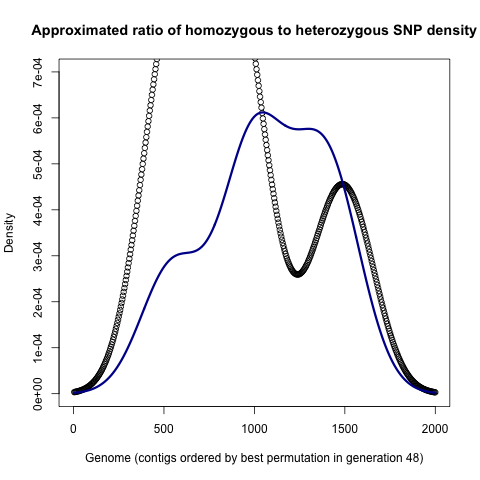 Approximated ratio of homozygous to heterozygous SNP density
7e-04
6e-04
5e-04
4e-04
3e-04
2e-04
1e-04
0e+00
Density
0 500 1000 1500 2000
Genome (contigs ordered by best permutation in generation 48)